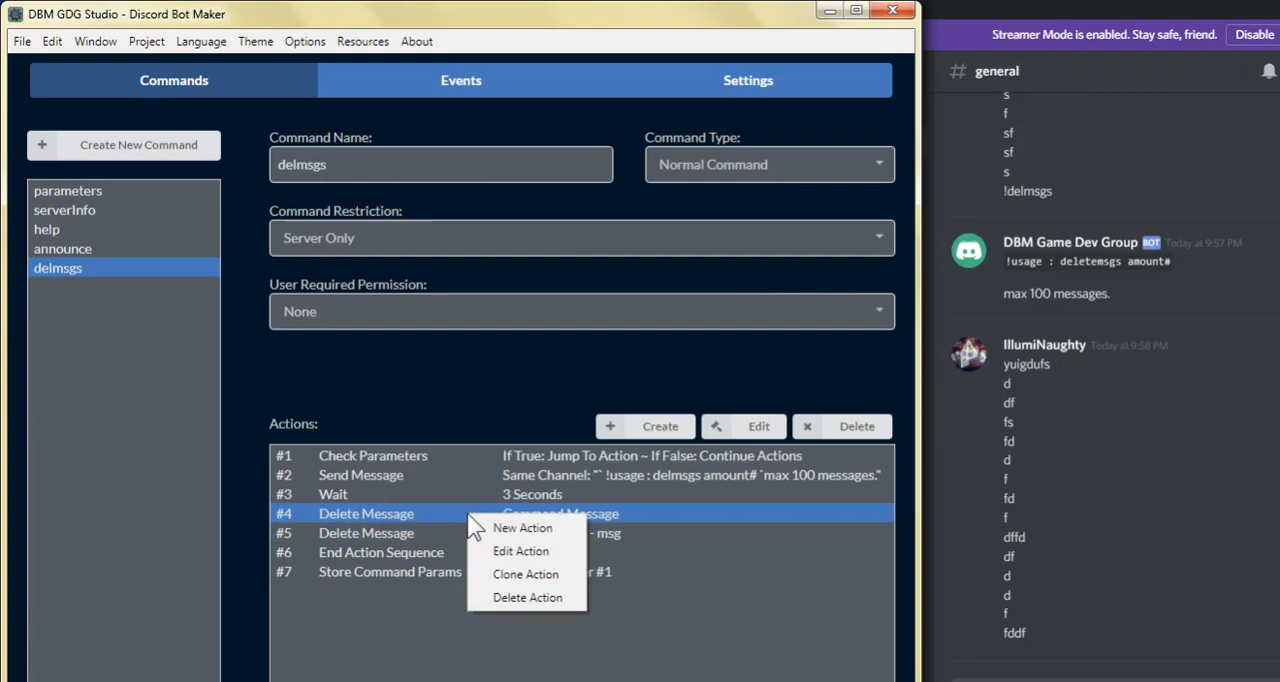 DBM GDG Studio - Discord Bot Maker
File Edit Window Project Language Theme Options Resources About
Commands Events Settings
+ Create New Command
parameters
serverInfo
help
announce
delmsgs
Command Name:
delmsgs
Command Type:
Normal Command
Command Restriction:
Server Only
User Required Permission:
None
Actions:
+ Create Edit × Delete
#1 Check Parameters If True: Jump To Action ~ If False: Continue Actions
#2 Send Message Same Channel: "` !usage : delmsgs amount# `max 100 messages."
#3 Wait 3 Seconds
#4 Delete Message Command Message
#5 Delete Message - msg
#6 End Action Sequence
#7 Store Command Params #1
New Action
Edit Action
Clone Action
Delete Action
Streamer Mode is enabled. Stay safe, friend. Disable
# general
s
f
sf
sf
s
!delmsgs
DBM Game Dev Group BOT Today at 9:57 PM
!usage : deletemsgs amount#
max 100 messages.
IllumiNaughty Today at 9:58 PM
yuigdufs
d
df
fs
fd
d
f
fd
f
dffd
df
d
d
f
fddf